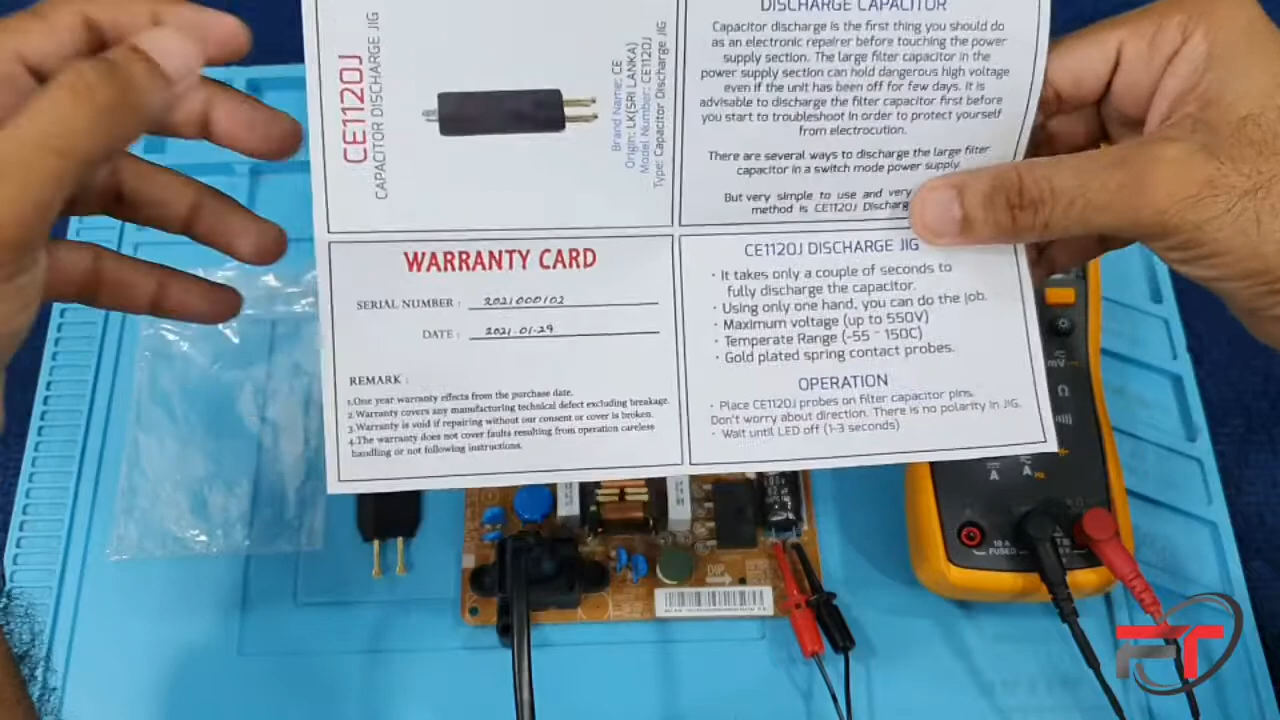 CE1120J
CAPACITOR DISCHARGE JIG
Brand Name: CE
Origin: LK(SRI LANKA)
Model Number: CE1120J
Type: Capacitor Discharge JIG
DISCHARGE CAPACITOR
Capacitor discharge is the first thing you should do
as an electronic repairer before touching the power
supply section. The large filter capacitor in the
power supply section can hold dangerous high voltage
even if the unit has been off for few days. It is
advisable to discharge the filter capacitor first before
you start to troubleshoot in order to protect yourself
from electrocution.
There are several ways to discharge the large filter
capacitor in a switch mode power supply.
But very simple to use and very
method is CE1120J
WARRANTY CARD
SERIAL NUMBER : 2021000102
DATE : 2021-01-29
REMARK :
1.One year warranty effects from the purchase date.
2.Warranty covers any manufacturing technical defect excluding breakage.
3.Warranty is void if repairing without our consent or cover is broken.
4.The warranty does not cover faults resulting from operation careless
handling or not following instructions.
CE1120J DISCHARGE JIG
· It takes only a couple of seconds to
fully discharge the capacitor.
· Using only one hand, you can do the job.
· Maximum voltage (up to 550V)
· Temperate Range (-55 ~ 150C)
· Gold plated spring contact probes.
OPERATION
· Place CE1120J probes on filter capacitor pins.
Don't worry about direction. There is no polarity in JIG.
· Wait until LED off (1-3 seconds)
mV
Ω
A
A
Hz
10 A
FUSED
DIP
FT